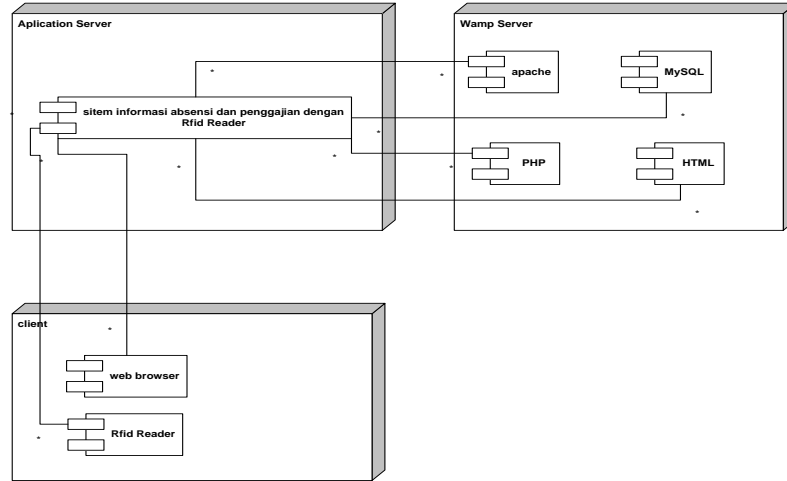 Aplication Server
Wamp Server
apache
MySQL
sitem informasi absensi dan penggajian dengan
Rfid Reader
PHP
HTML
client
web browser
Rfid Reader